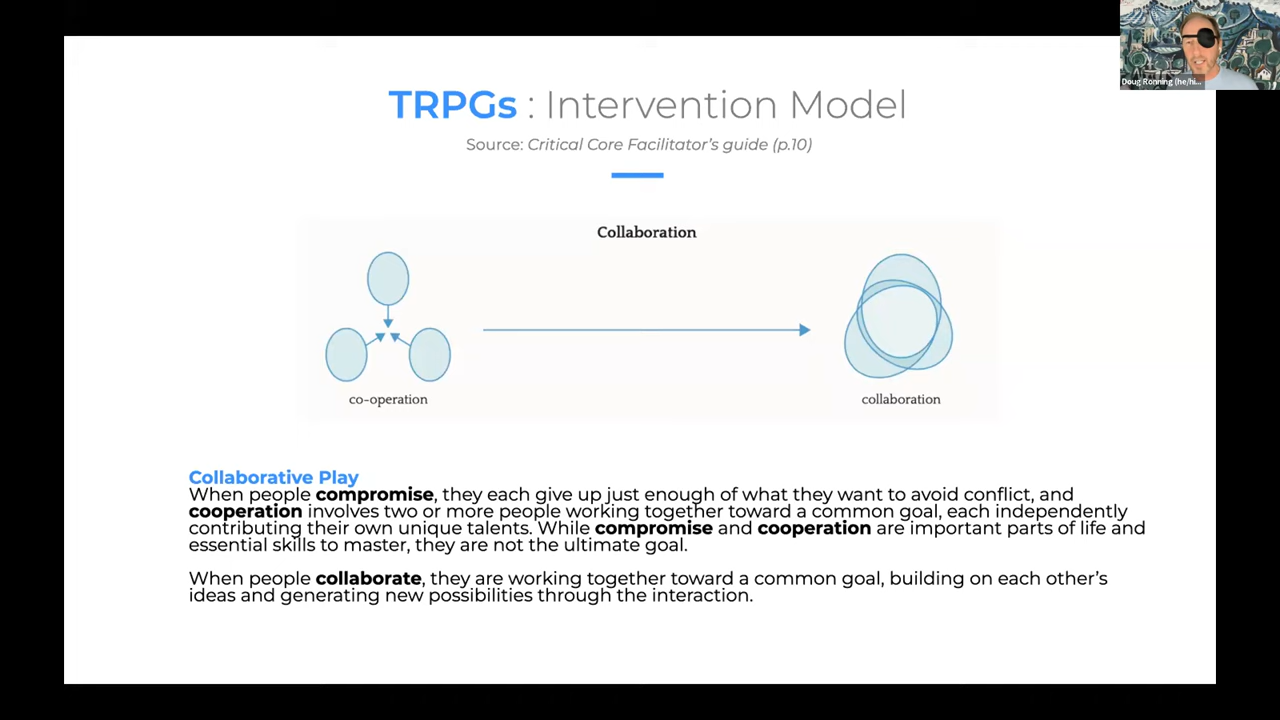 Doug Ronning (he/hi...
TRPGs : Intervention Model
Source: Critical Core Facilitator's guide (p.10)
Collaboration
co-operation
collaboration
Collaborative Play
When people compromise, they each give up just enough of what they want to avoid conflict, and
cooperation involves two or more people working together toward a common goal, each independently
contributing their own unique talents. While compromise and cooperation are important parts of life and
essential skills to master, they are not the ultimate goal.
When people collaborate, they are working together toward a common goal, building on each other's
ideas and generating new possibilities through the interaction.